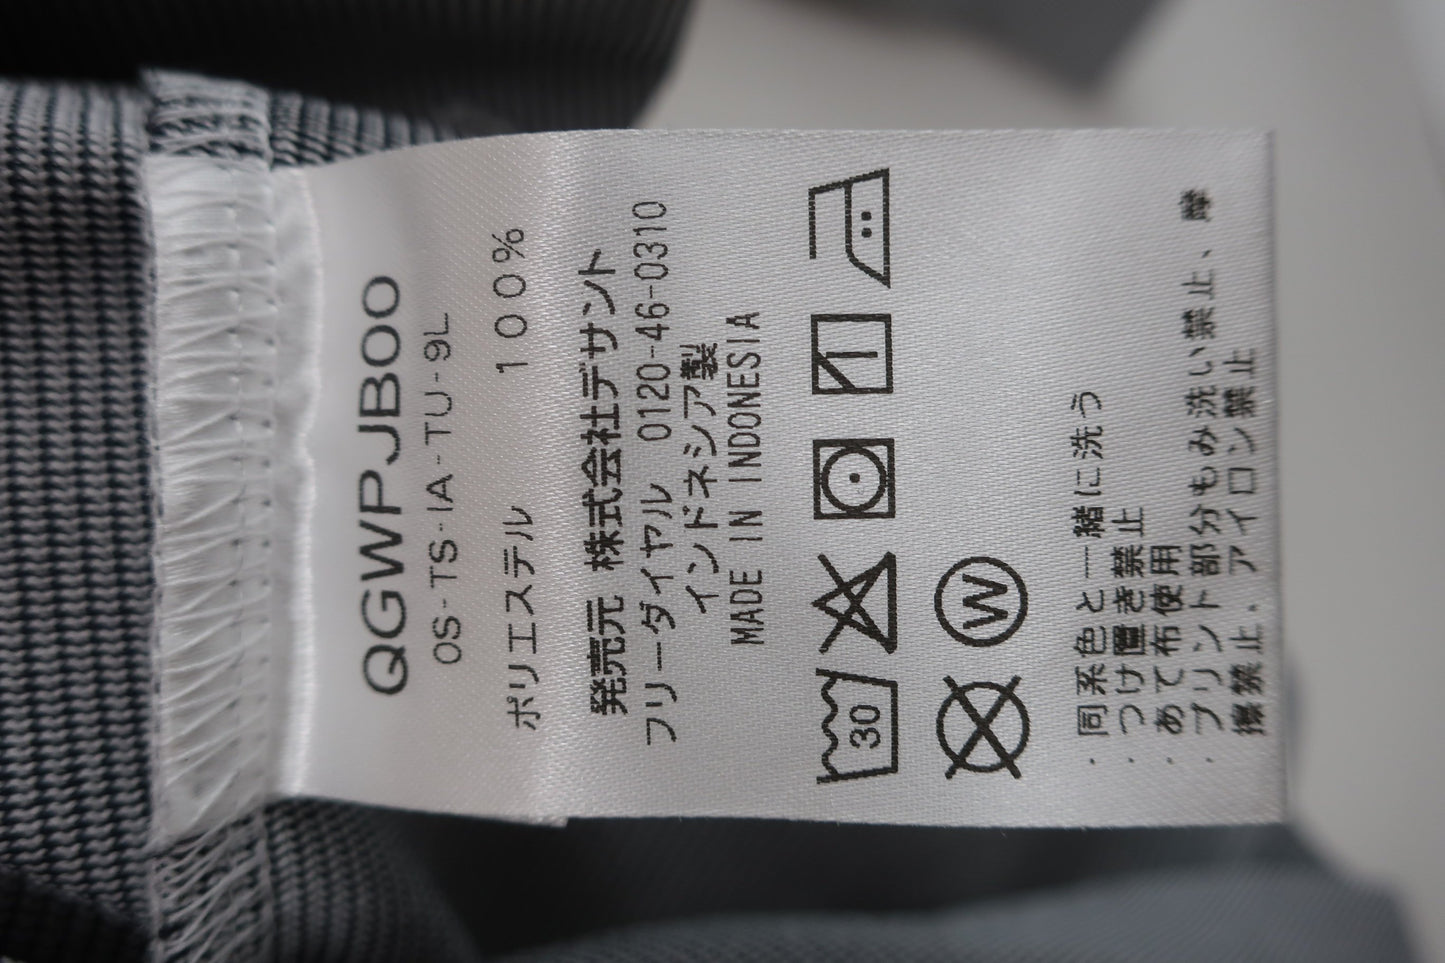 QGWPJB00
OS-TS-IA-TU-9L
ポリエステル 100%
発売元 株式会社デサント
フリーダイヤル 0120-46-0310
インドネシア製
MADE IN INDONESIA
30
W
・同系色と一緒に洗う
・つけ置き禁止
・あて布使用
・プリント部分もみ洗い禁止、摩
擦禁止、アイロン禁止